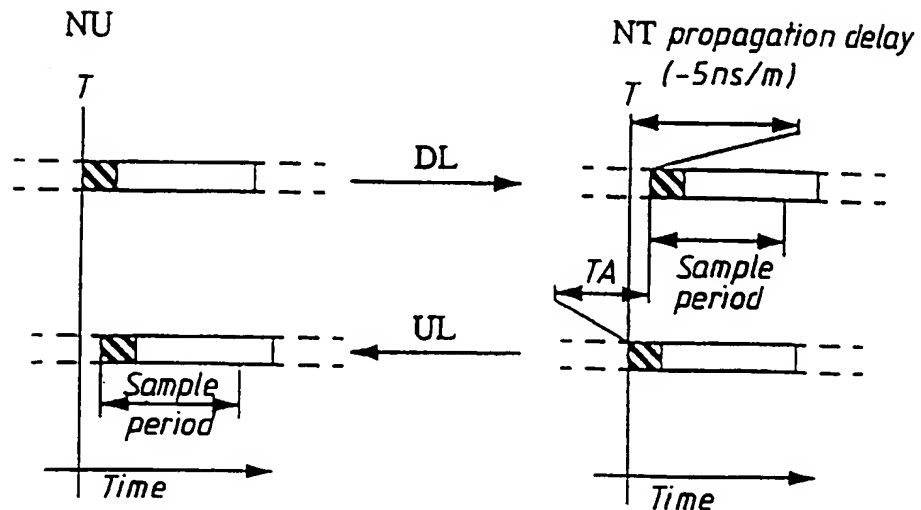 NU
NT propagation delay
(-5ns/m)
T
T
DL
TA
Sample
period
UL
Sample
period
Time
Time